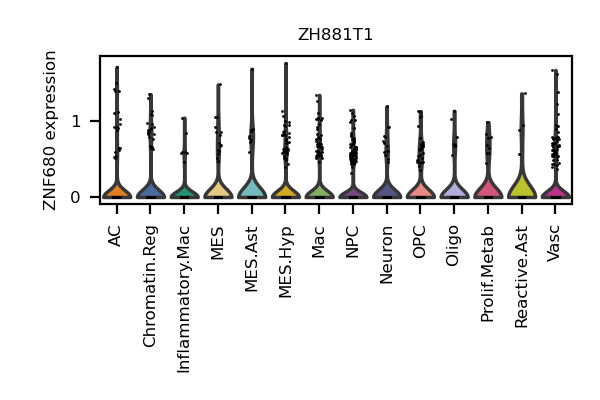 ZH881T1
ZNF680 expression
1
0
AC
Chromatin.Reg
Inflammatory.Mac
MES
MES.Ast
MES.Hyp
Mac
NPC
Neuron
OPC
Oligo
Prolif.Metab
Reactive.Ast
Vasc